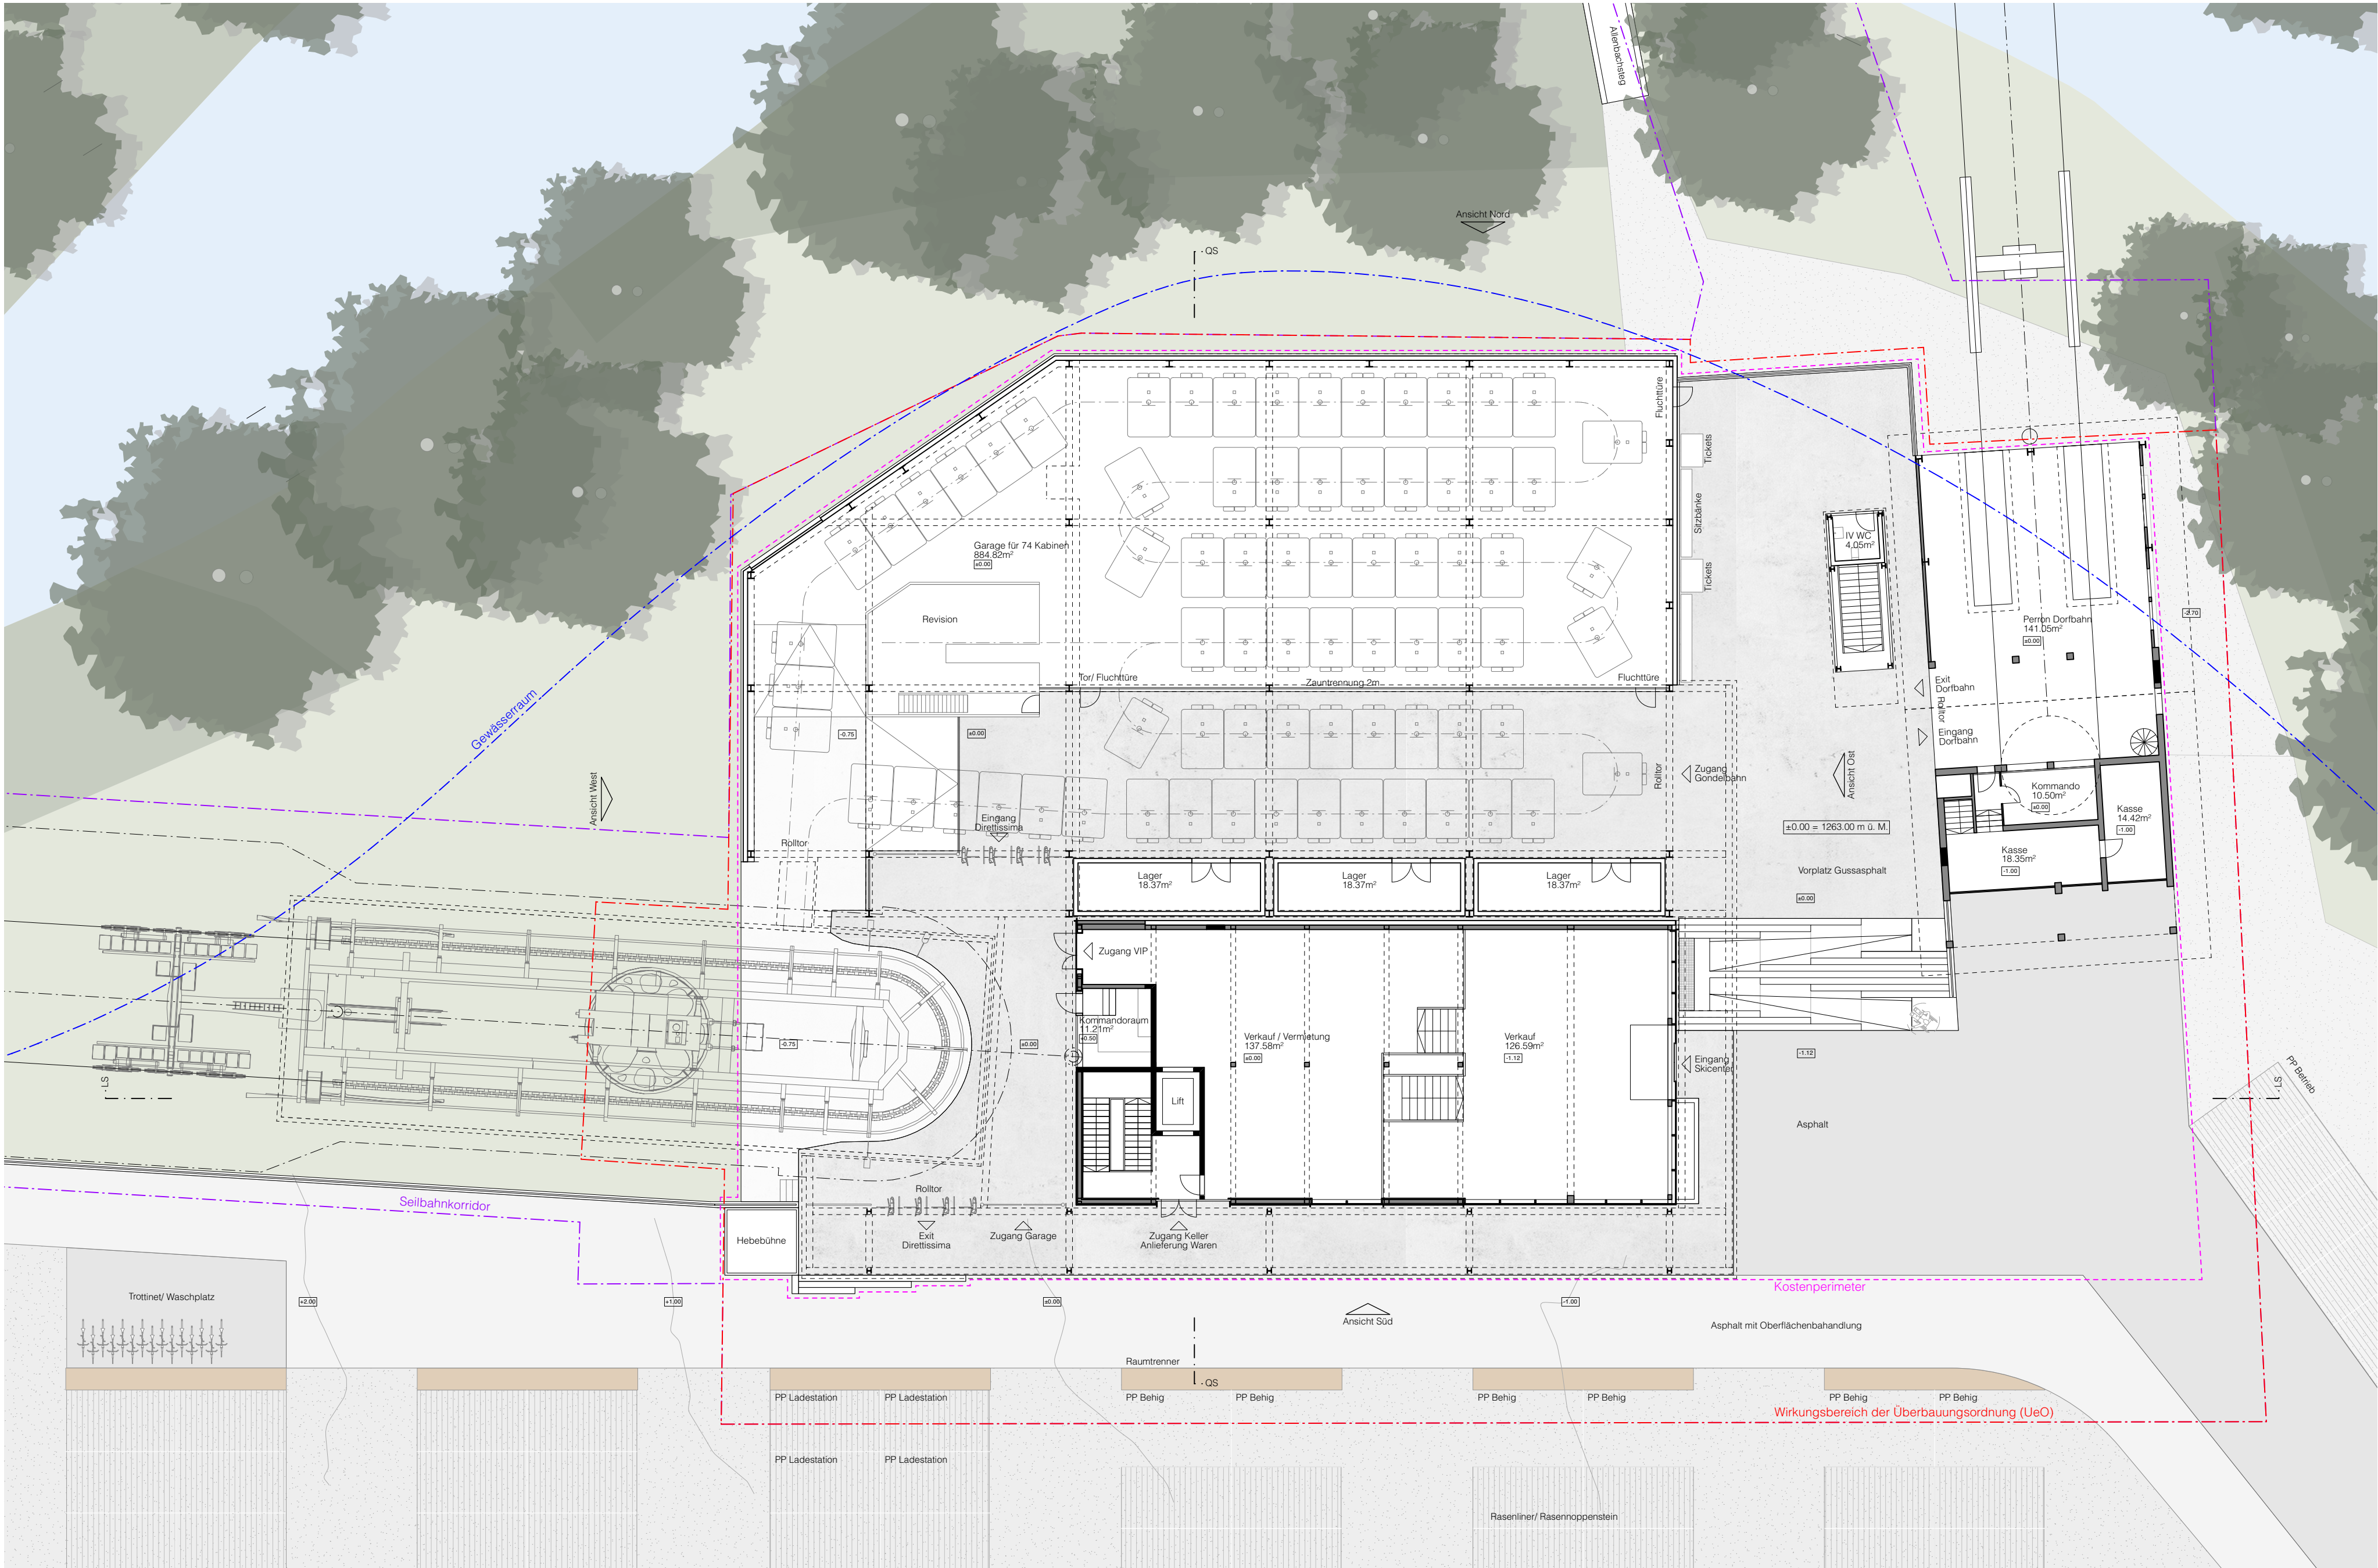 Allenbachsteg
Ansicht Nord
QS
Fluchttüre
Tickets
Sitzbänke
Tickets
Garage für 74 Kabinen
884.82m²
±0.00
IV WC
4.05m²
Revision
Perron Dorfbahn
141.05m²
±0.00
-2.70
Tor/ Fluchttüre
Zauntrennung 2m
Fluchttüre
Exit
Dorfbahn
Rolltor
Eingang
Dorfbahn
Gewässerraum
-0.75
±0.00
Ansicht West
Rolltor
Zugang
Gondelbahn
Ansicht Ost
Kommando
10.50m²
±0.00
Kasse
14.42m²
-1.00
Eingang
Direttissima
±0.00 = 1263.00 m ü. M.
Rolltor
Kasse
18.35m²
-1.00
Lager
18.37m²
Lager
18.37m²
Lager
18.37m²
Vorplatz Gussasphalt
±0.00
Zugang VIP
Kommandoraum
11.21m²
+0.50
Verkauf / Vermietung
137.58m²
±0.00
Verkauf
126.59m²
-1.12
-0.75
±0.00
-1.12
Eingang
Skicenter
PP Betrieb
LS
LS
Lift
Asphalt
Seilbahnkorridor
Rolltor
Hebebühne
Exit
Direttissima
Zugang Garage
Zugang Keller
Anlieferung Waren
Kostenperimeter
Trottinet/ Waschplatz
+2.00
+1.00
±0.00
-1.00
Ansicht Süd
Asphalt mit Oberflächenbahandlung
Raumtrenner
QS
PP Ladestation
PP Ladestation
PP Behig
PP Behig
PP Behig
PP Behig
PP Behig
PP Behig
Wirkungsbereich der Überbauungsordnung (UeO)
PP Ladestation
PP Ladestation
Rasenliner/ Rasennoppenstein